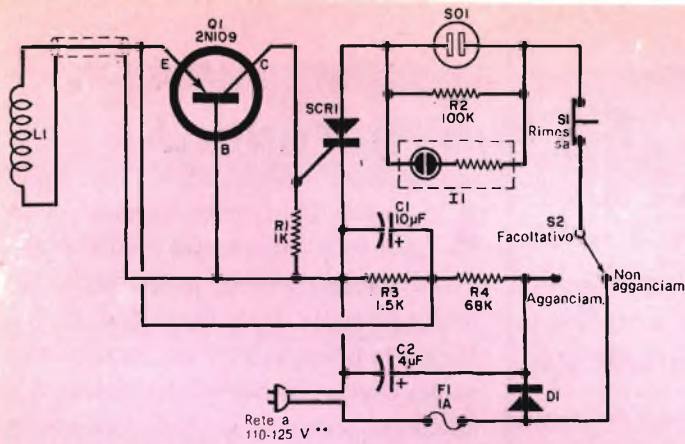 Q1
2N109
E
C
B
L1
SO1
SCR1
R2
100K
I1
S1
Rimes
sa
R1
1K
C1
10µF
+
S2
Facoltativo
R3
1.5K
R4
68K
Agganciam.
Non
agganciam
C2
4µF
+
F1
1A
D1
Rete a
110-125 V **